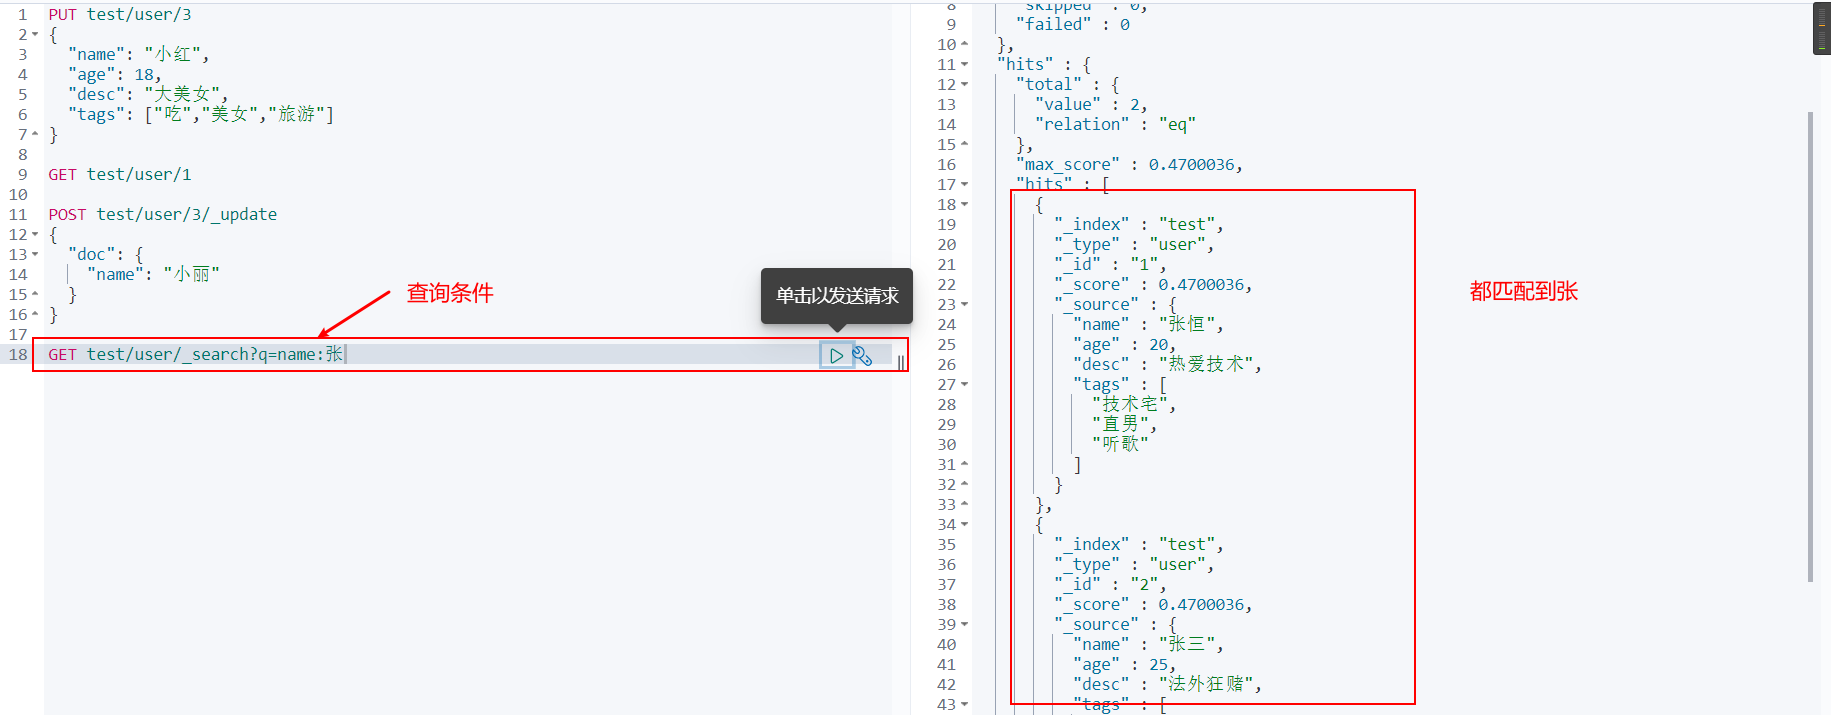 1 PUT test/user/3
2 {
3 "name": "小红",
4 "age": 18,
5 "desc": "大美女",
6 "tags": ["吃","美女","旅游"]
7 }
8
9 GET test/user/1
10
11 POST test/user/3/_update
12 {
13 "doc": {
14 "name": "小丽"
15 }
16 }
17
18 GET test/user/_search?q=name:张
查询条件
单击以发送请求
8 "skipped" : 0,
9 "failed" : 0
10 },
11 "hits" : {
12 "total" : {
13 "value" : 2,
14 "relation" : "eq"
15 },
16 "max_score" : 0.4700036,
17 "hits" : [
18 {
19 "_index" : "test",
20 "_type" : "user",
21 "_id" : "1",
22 "_score" : 0.4700036,
23 "_source" : {
24 "name" : "张恒",
25 "age" : 20,
26 "desc" : "热爱技术",
27 "tags" : [
28 "技术宅",
29 "直男",
30 "听歌"
31 ]
32 }
33 },
34 {
35 "_index" : "test",
36 "_type" : "user",
37 "_id" : "2",
38 "_score" : 0.4700036,
39 "_source" : {
40 "name" : "张三",
41 "age" : 25,
42 "desc" : "法外狂赌",
43 "tags" : [
都匹配到张